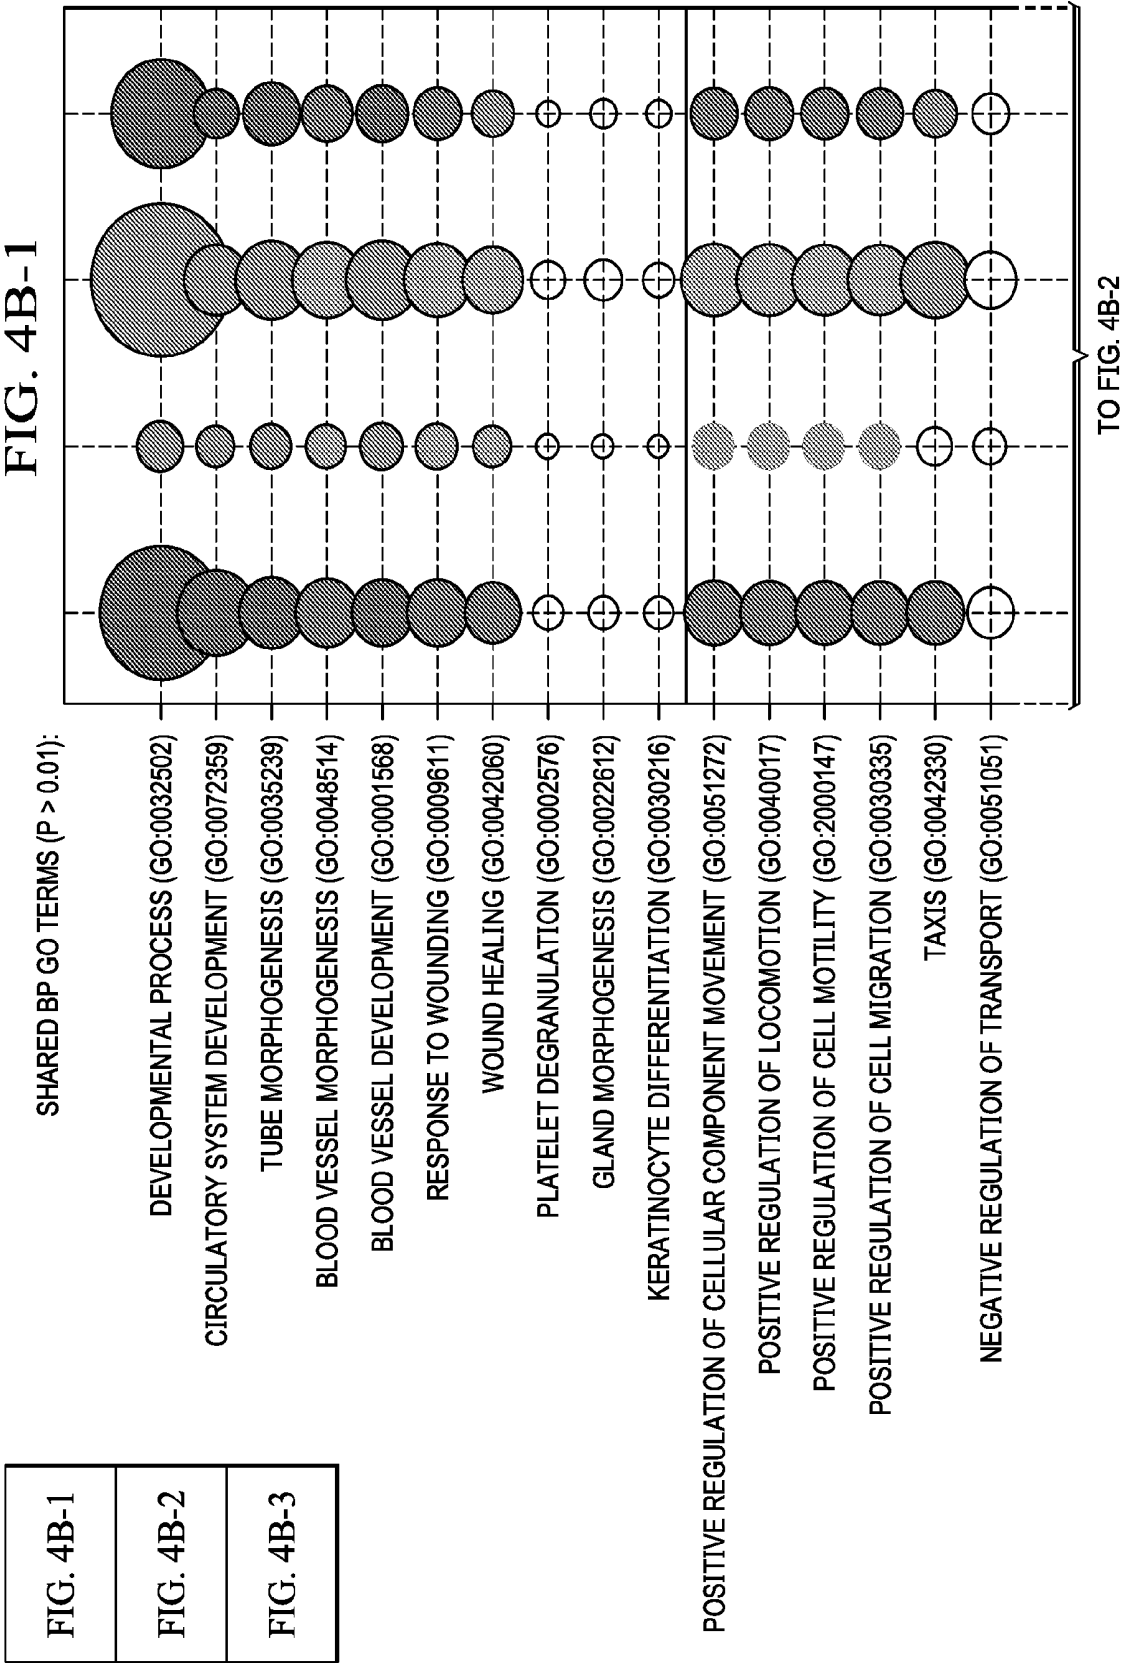 FIG. 4B-1
FIG. 4B-2
FIG. 4B-3
FIG. 4B-1
SHARED BP GO TERMS (P > 0.01):
DEVELOPMENTAL PROCESS (GO:0032502)
CIRCULATORY SYSTEM DEVELOPMENT (GO:0072359)
TUBE MORPHOGENESIS (GO:0035239)
BLOOD VESSEL MORPHOGENESIS (GO:0048514)
BLOOD VESSEL DEVELOPMENT (GO:0001568)
RESPONSE TO WOUNDING (GO:0009611)
WOUND HEALING (GO:0042060)
PLATELET DEGRANULATION (GO:0002576)
GLAND MORPHOGENESIS (GO:0022612)
KERATINOCYTE DIFFERENTIATION (GO:0030216)
POSITIVE REGULATION OF CELLULAR COMPONENT MOVEMENT (GO:0051272)
POSITIVE REGULATION OF LOCOMOTION (GO:0040017)
POSITIVE REGULATION OF CELL MOTILITY (GO:2000147)
POSITIVE REGULATION OF CELL MIGRATION (GO:0030335)
TAXIS (GO:0042330)
NEGATIVE REGULATION OF TRANSPORT (GO:0051051)
TO FIG. 4B-2